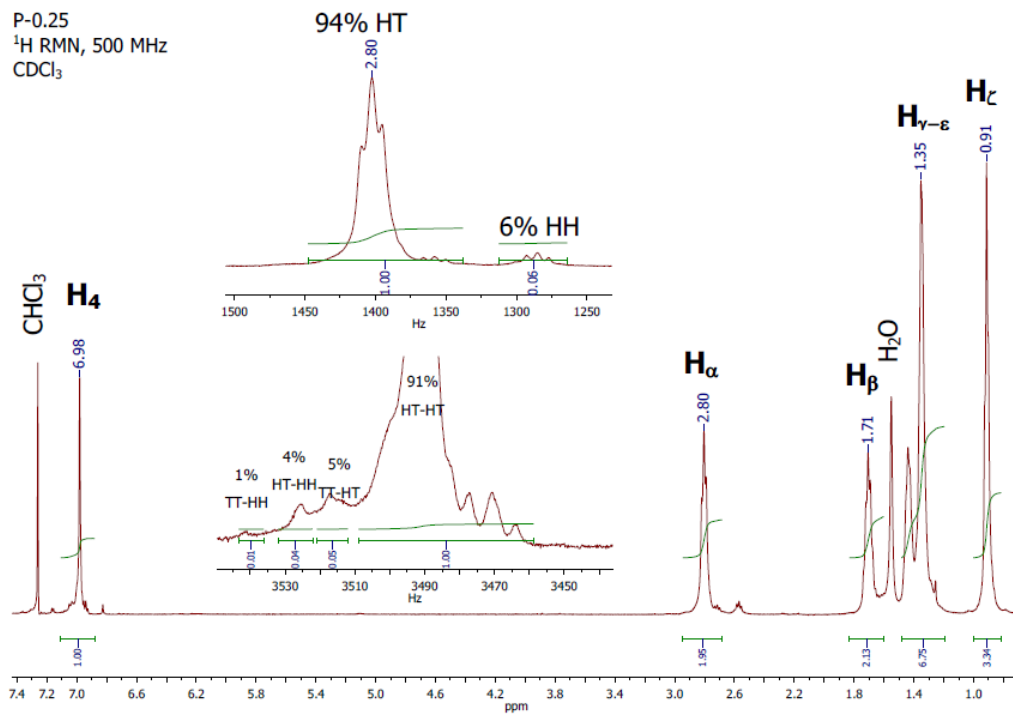 P-0.25
¹H RMN, 500 MHz
CDCl₃
94% HT
2.80
6% HH
1.00
0.06
1500 1450 1400 1350 1300 1250
Hz
CHCl₃
H₄
6.98
91%
HT-HT
1%
TT-HH
4%
HT-HH
5%
TT-HT
0.01
0.04
0.05
1.00
3530 3510 3490 3470 3450
Hz
Hα
2.80
Hβ
1.71
H₂O
Hγ-ε
1.35
Hζ
0.91
1.00
1.95
2.13
6.75
3.34
7.4 7.2 7.0 6.8 6.6 6.4 6.2 5.8 5.4 5.0 4.6 4.2 3.8 3.4 3.0 2.6 2.2 1.8 1.4 1.0
ppm